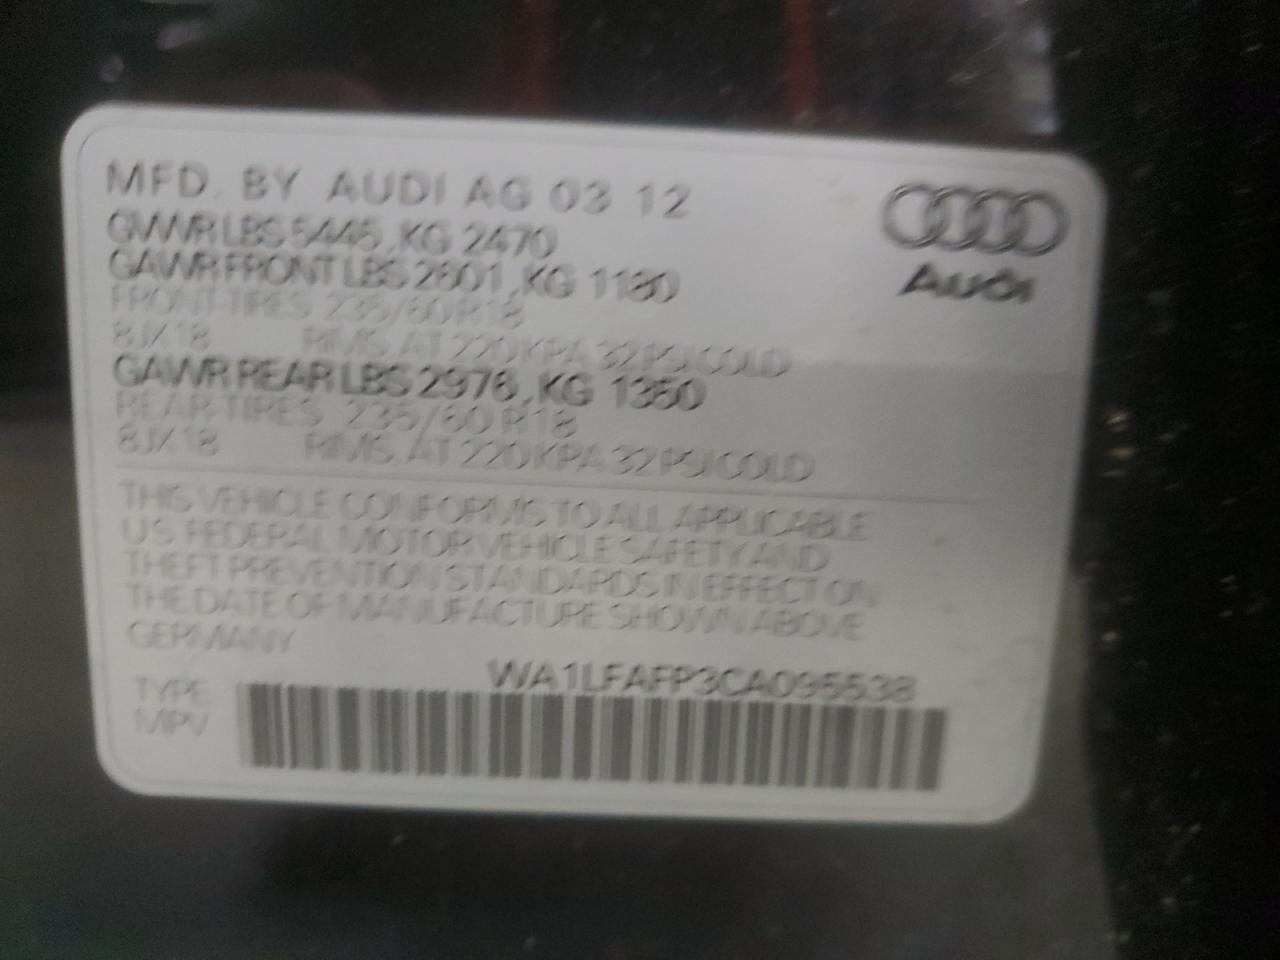 MFD. BY AUDI AG 03 12
GVWR LBS 5445, KG 2470
GAWR FRONT LBS 2601, KG 1180
FRONT-TIRES 235/60 R18
8JX18 RIMS, AT 220 KPA 32 PSI COLD
GAWR REAR LBS 2976, KG 1350
REAR-TIRES 235/60 R18
8JX18 RIMS, AT 220 KPA 32 PSI COLD
Audi
THIS VEHICLE CONFORMS TO ALL APPLICABLE
US FEDERAL MOTOR VEHICLE SAFETY AND
THEFT PREVENTION STANDARDS IN EFFECT ON
THE DATE OF MANUFACTURE SHOWN ABOVE
GERMANY
WA1LFAFP3CA095538
TYPE
MPV